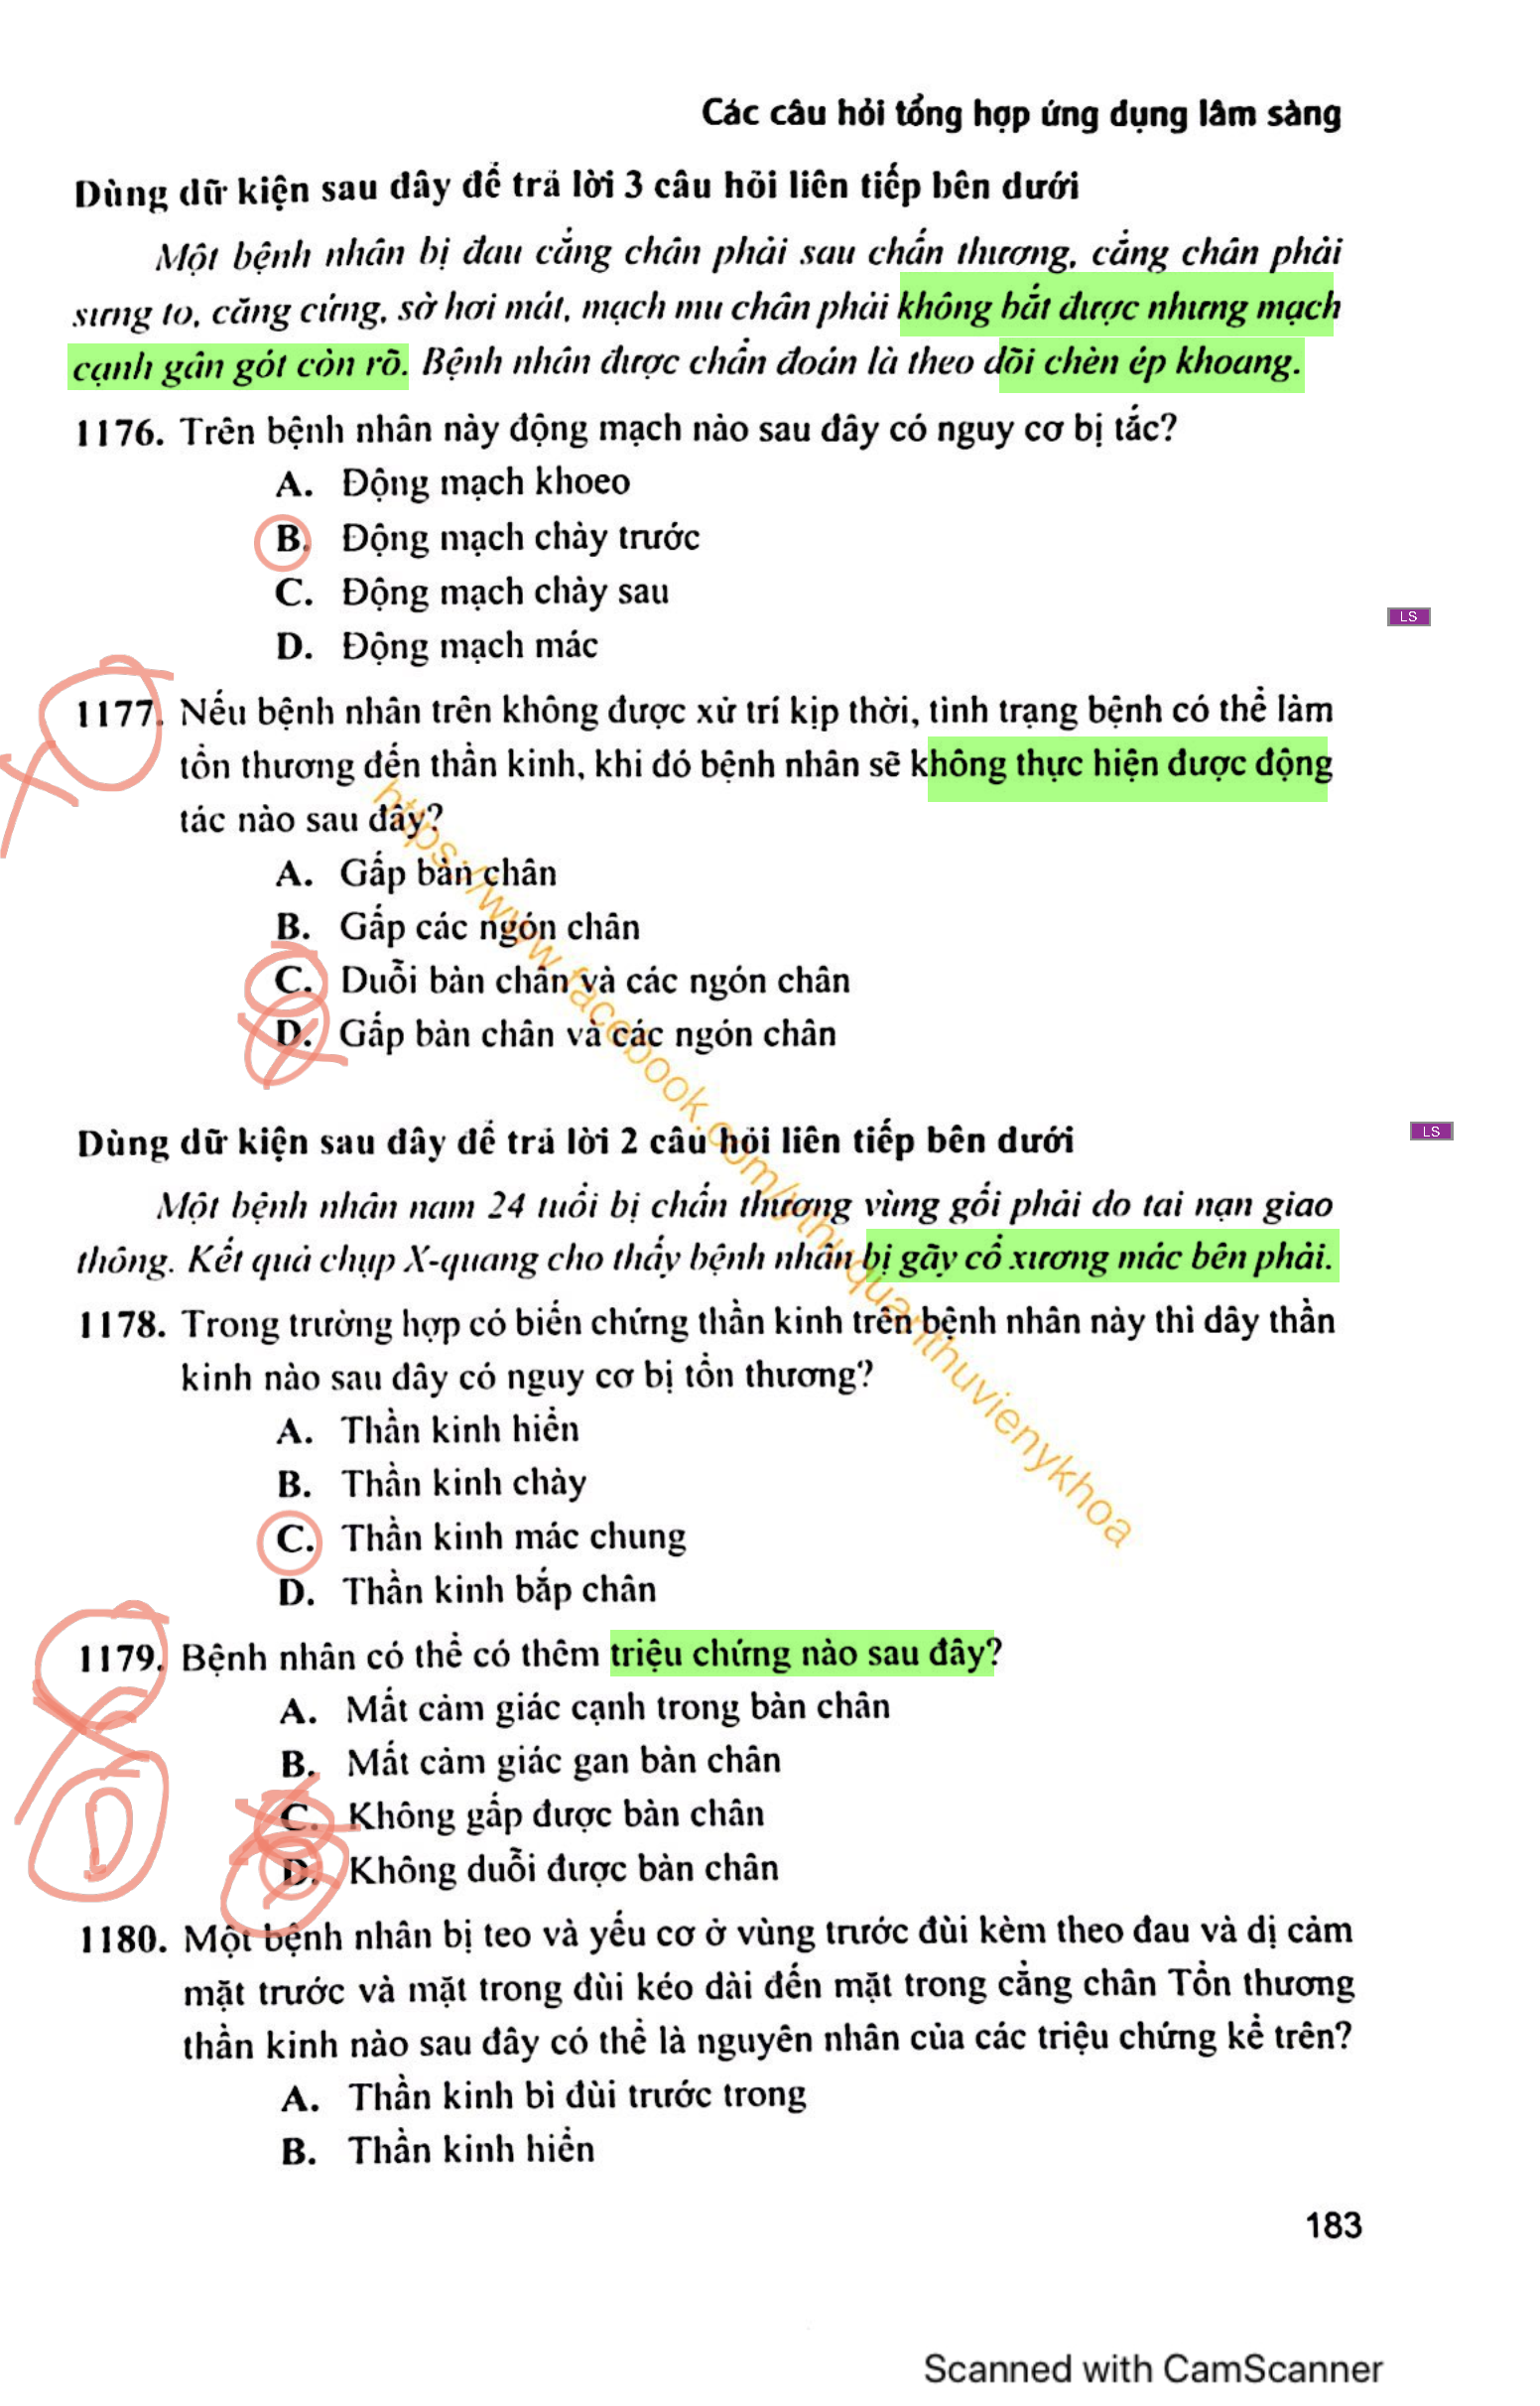 Các câu hỏi tổng hợp ứng dụng lâm sàng
Dùng dữ kiện sau đây để trả lời 3 câu hỏi liên tiếp bên dưới
Một bệnh nhân bị đau cẳng chân phải sau chấn thương, cẳng chân phải
sưng to, căng cứng, sờ hơi mát, mạch mu chân phải không bắt được nhưng mạch
cạnh gân gót còn rõ. Bệnh nhân được chẩn đoán là theo dõi chèn ép khoang.
1176. Trên bệnh nhân này động mạch nào sau đây có nguy cơ bị tắc?
A. Động mạch khoeo
B. Động mạch chày trước
C. Động mạch chày sau
LS
D. Động mạch mác
1177. Nếu bệnh nhân trên không được xử trí kịp thời, tình trạng bệnh có thể làm
tổn thương đến thần kinh, khi đó bệnh nhân sẽ không thực hiện được động
tác nào sau đây?
A. Gấp bàn chân
B. Gấp các ngón chân
C. Duỗi bàn chân và các ngón chân
D. Gấp bàn chân và các ngón chân
https://www.facebook.com/ythuquanthuvienykhoa
Dùng dữ kiện sau đây để trả lời 2 câu hỏi liên tiếp bên dưới
LS
Một bệnh nhân nam 24 tuổi bị chấn thương vùng gối phải do tai nạn giao
thông. Kết quả chụp X-quang cho thấy bệnh nhân bị gãy cổ xương mác bên phải.
1178. Trong trường hợp có biến chứng thần kinh trên bệnh nhân này thì dây thần
kinh nào sau đây có nguy cơ bị tổn thương?
A. Thần kinh hiển
B. Thần kinh chày
C. Thần kinh mác chung
D. Thần kinh bắp chân
1179. Bệnh nhân có thể có thêm triệu chứng nào sau đây?
A. Mất cảm giác cạnh trong bàn chân
B. Mất cảm giác gan bàn chân
C. Không gấp được bàn chân
D. Không duỗi được bàn chân
D
1180. Một bệnh nhân bị teo và yếu cơ ở vùng trước đùi kèm theo đau và dị cảm
mặt trước và mặt trong đùi kéo dài đến mặt trong cẳng chân Tổn thương
thần kinh nào sau đây có thể là nguyên nhân của các triệu chứng kể trên?
A. Thần kinh bì đùi trước trong
B. Thần kinh hiển
183
Scanned with CamScanner